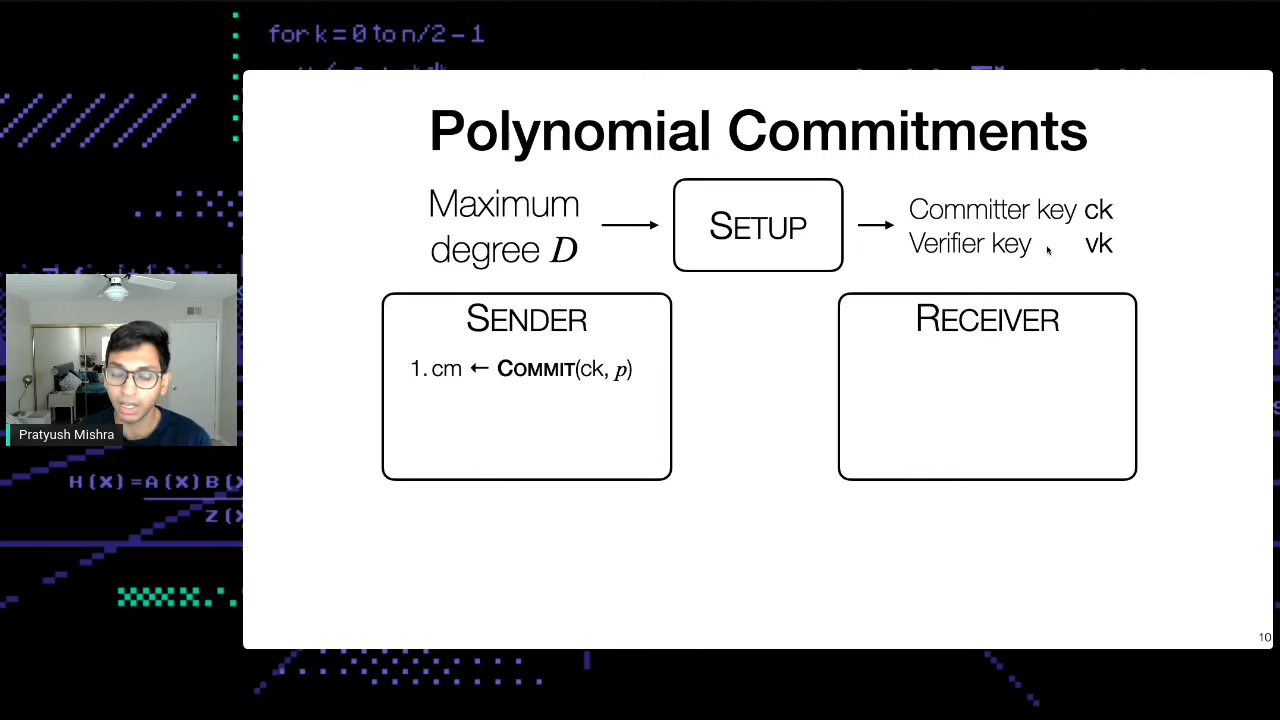 for k = 0 to n/2 - 1
Polynomial Commitments
Maximum
degree D
SETUP
Committer key ck
Verifier key vk
SENDER
1. cm ← COMMIT(ck, p)
RECEIVER
Pratyush Mishra
H(X) = A(X) B(X
Z(X
10